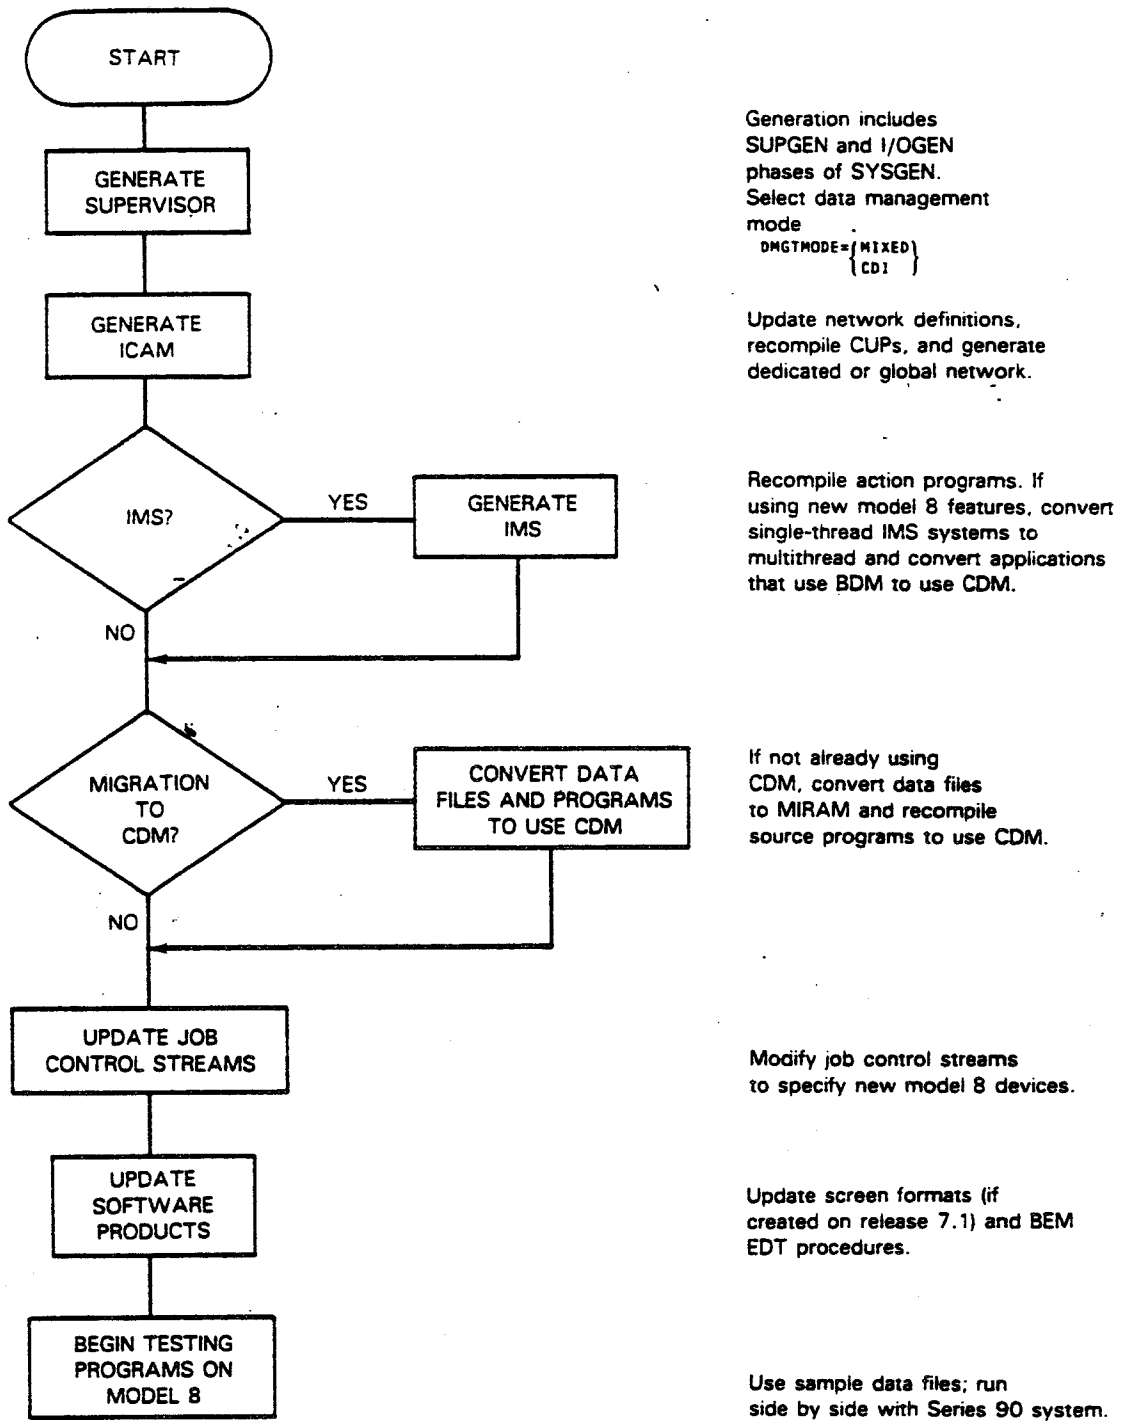 START
GENERATE
SUPERVISOR
Generation includes
SUPGEN and I/OGEN
phases of SYSGEN.
Select data management
mode
DMGTMODE={MIXED}
{CDI }
GENERATE
ICAM
Update network definitions,
recompile CUPs, and generate
dedicated or global network.
IMS?
YES
GENERATE
IMS
NO
Recompile action programs. If
using new model 8 features, convert
single-thread IMS systems to
multithread and convert applications
that use BDM to use CDM.
MIGRATION
TO
CDM?
YES
CONVERT DATA
FILES AND PROGRAMS
TO USE CDM
NO
If not already using
CDM, convert data files
to MIRAM and recompile
source programs to use CDM.
UPDATE JOB
CONTROL STREAMS
Modify job control streams
to specify new model 8 devices.
UPDATE
SOFTWARE
PRODUCTS
Update screen formats (if
created on release 7.1) and BEM
EDT procedures.
BEGIN TESTING
PROGRAMS ON
MODEL 8
Use sample data files; run
side by side with Series 90 system.